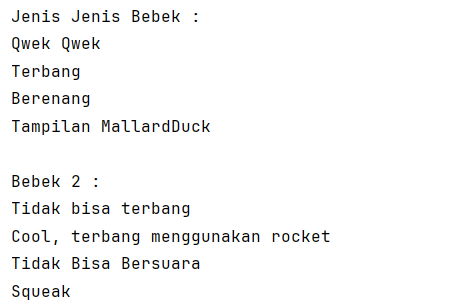 Jenis Jenis Bebek :
Qwek Qwek
Terbang
Berenang
Tampilan MallardDuck
Bebek 2 :
Tidak bisa terbang
Cool, terbang menggunakan rocket
Tidak Bisa Bersuara
Squeak